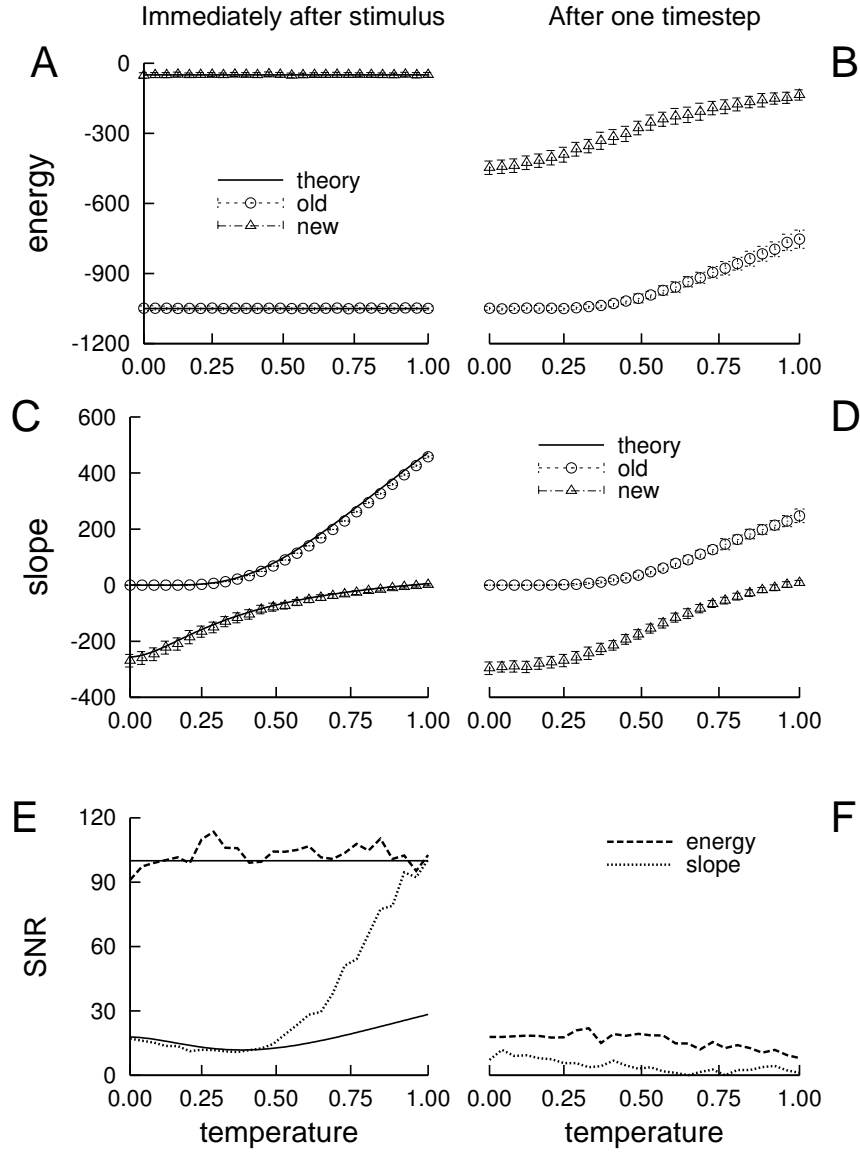 Immediately after stimulus
After one timestep
A
B
energy
0
-300
-600
-900
-1200
theory
old
new
0.00 0.25 0.50 0.75 1.00
0.00 0.25 0.50 0.75 1.00
C
D
slope
600
400
200
0
-200
-400
theory
old
new
0.00 0.25 0.50 0.75 1.00
0.00 0.25 0.50 0.75 1.00
E
F
SNR
120
90
60
30
0
energy
slope
0.00 0.25 0.50 0.75 1.00
0.00 0.25 0.50 0.75 1.00
temperature
temperature